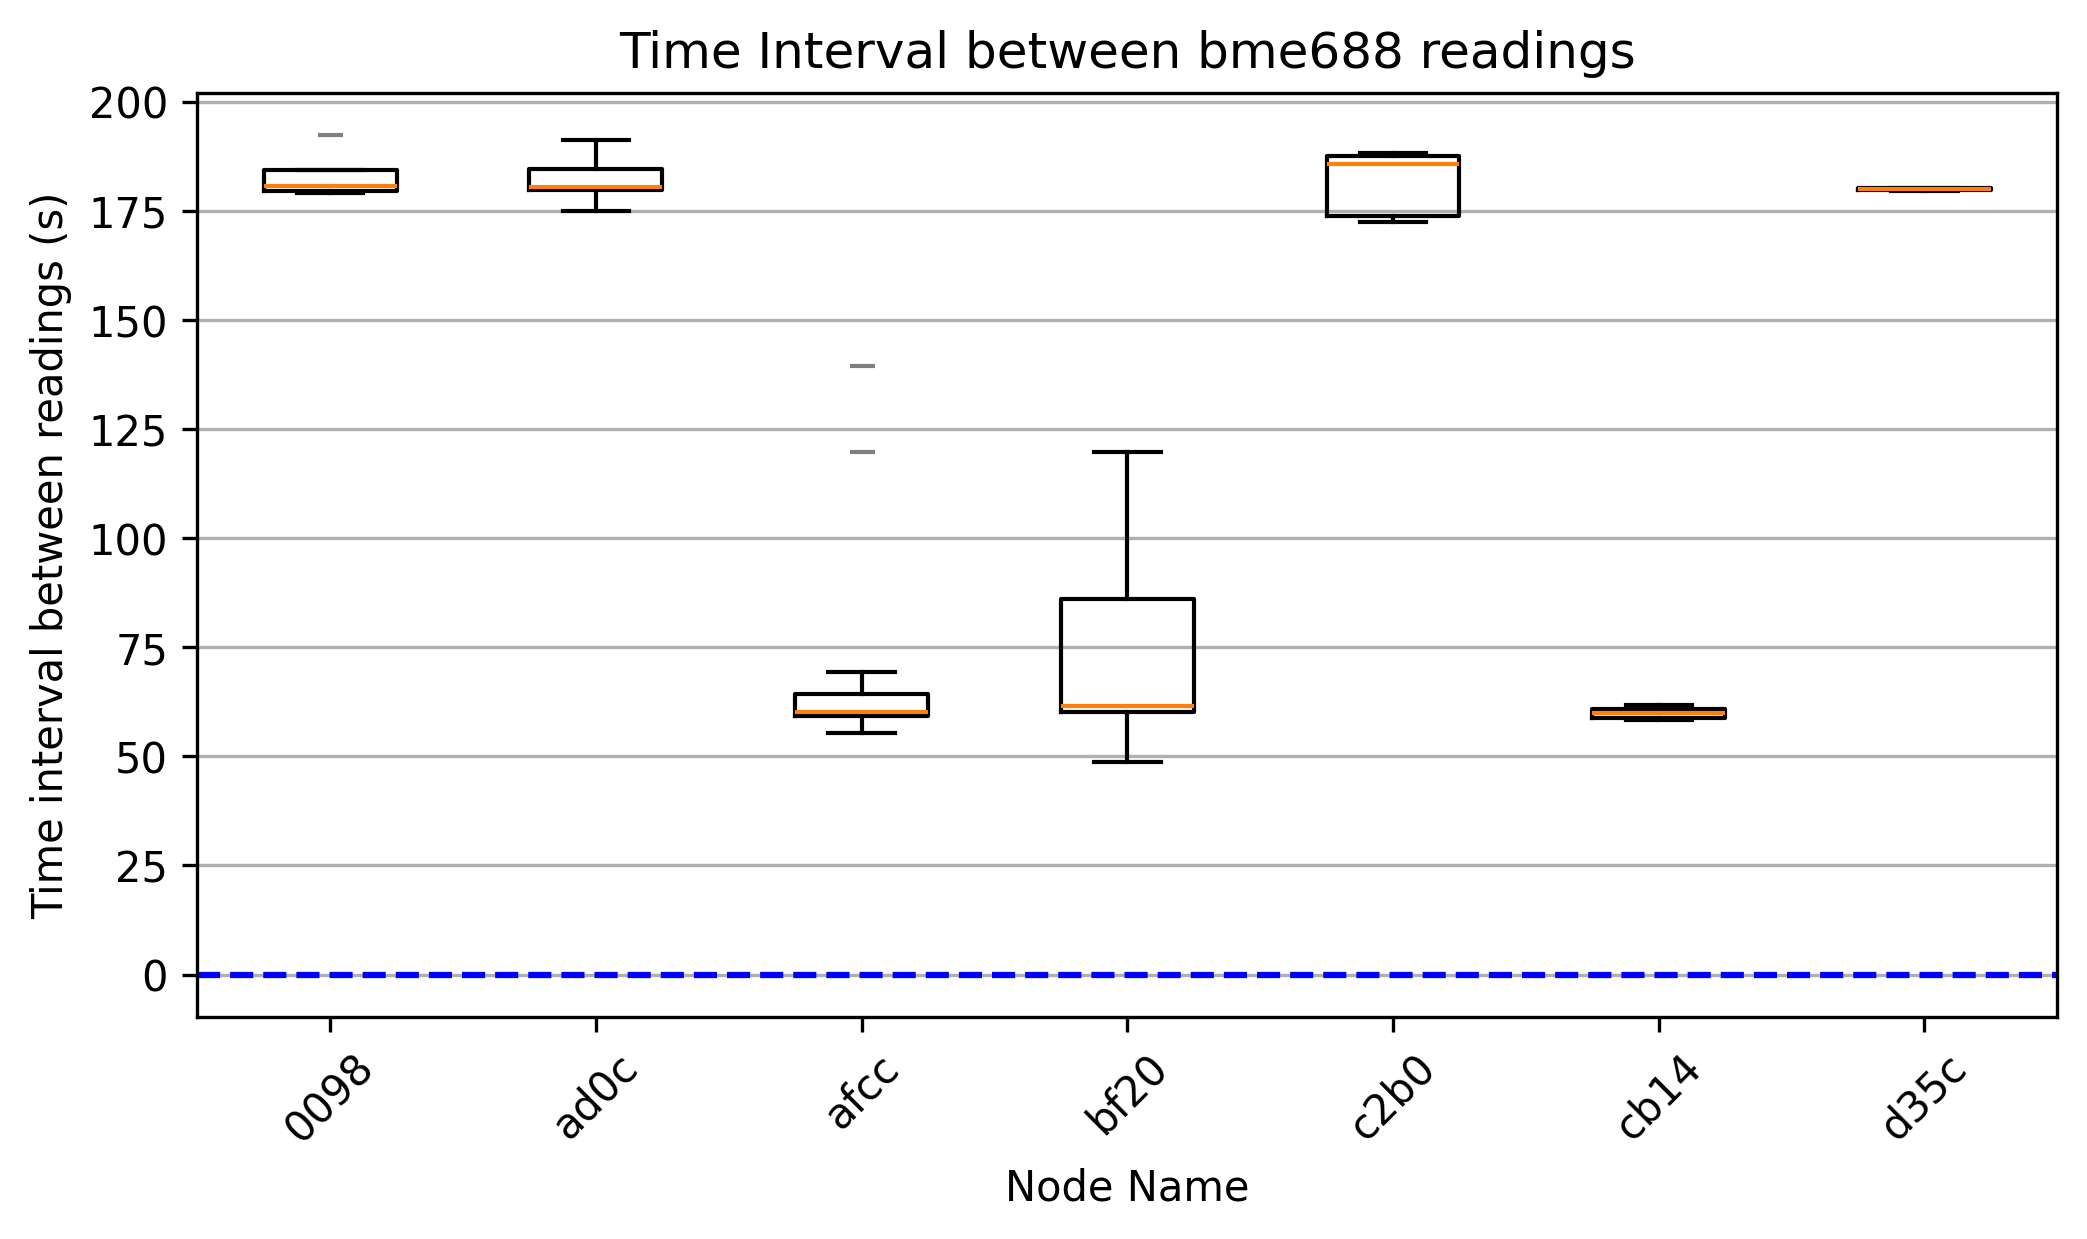 Time Interval between bme688 readings
Time interval between readings (s)
200
175
150
125
100
75
50
25
0
0098
ad0c
afcc
bf20
c2b0
cb14
d35c
Node Name